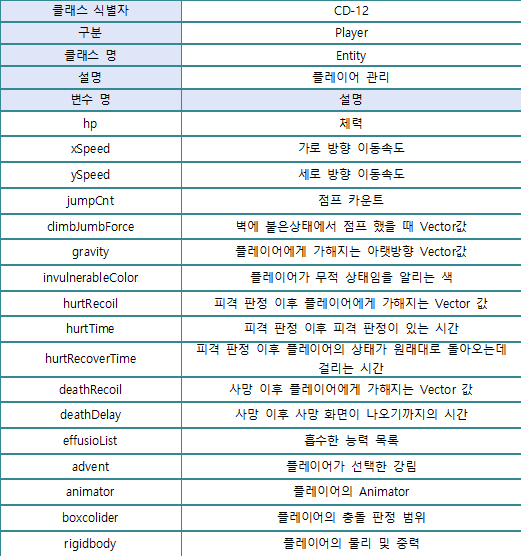 클래스 식별자 CD-12
구분 Player
클래스 명 Entity
설명 플레이어 관리
변수 명 설명
hp 체력
xSpeed 가로 방향 이동속도
ySpeed 세로 방향 이동속도
jumpCnt 점프 카운트
climbJumbForce 벽에 붙은상태에서 점프 했을 때 Vector값
gravity 플레이어에게 가해지는 아랫방향 Vector값
invulnerableColor 플레이어가 무적 상태임을 알리는 색
hurtRecoil 피격 판정 이후 플레이어에게 가해지는 Vector 값
hurtTime 피격 판정 이후 피격 판정이 있는 시간
hurtRecoverTime 피격 판정 이후 플레이어의 상태가 원래대로 돌아오는데
걸리는 시간
deathRecoil 사망 이후 플레이어에게 가해지는 Vector 값
deathDelay 사망 이후 사망 화면이 나오기까지의 시간
effusioList 흡수한 능력 목록
advent 플레이어가 선택한 강림
animator 플레이어의 Animator
boxcolider 플레이어의 충돌 판정 범위
rigidbody 플레이어의 물리 및 중력